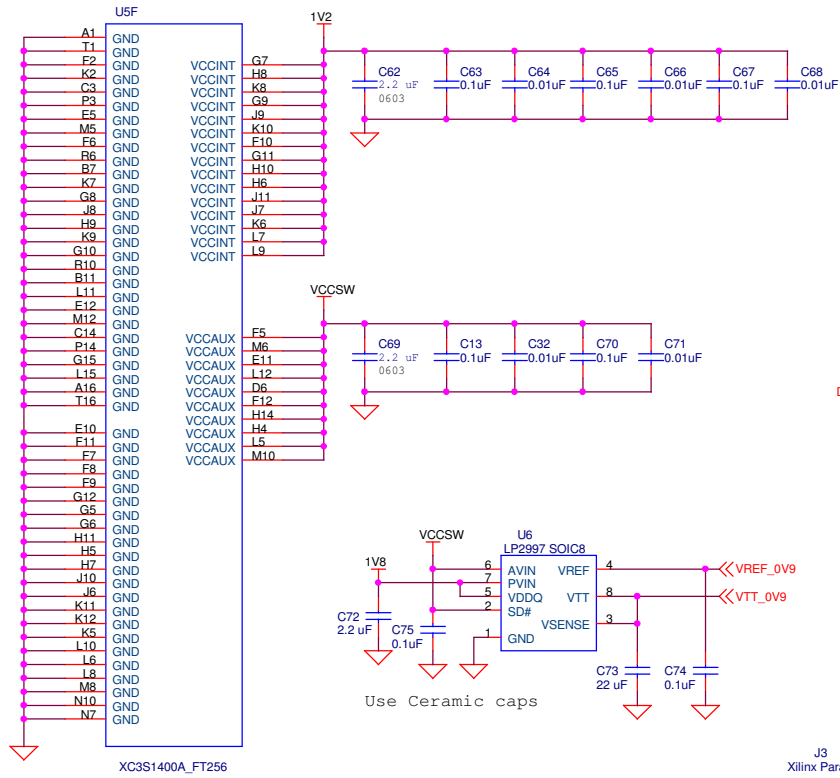 U5F
1V2
A1 GND
T1 GND
F2 GND
K2 GND
C3 GND
P3 GND
E5 GND
M5 GND
F6 GND
R6 GND
B7 GND
K7 GND
G8 GND
J8 GND
H9 GND
K9 GND
G10 GND
R10 GND
B11 GND
L11 GND
E12 GND
M12 GND
C14 GND
P14 GND
G15 GND
L15 GND
A16 GND
T16 GND
E10 GND
F11 GND
F7 GND
F8 GND
F9 GND
G12 GND
G5 GND
G6 GND
H11 GND
H5 GND
H7 GND
J10 GND
J6 GND
K11 GND
K12 GND
K5 GND
L10 GND
L6 GND
L8 GND
M8 GND
N10 GND
N7 GND
VCCINT G7
VCCINT H8
VCCINT K8
VCCINT G9
VCCINT J9
VCCINT K10
VCCINT F10
VCCINT G11
VCCINT H10
VCCINT H6
VCCINT J11
VCCINT J7
VCCINT K6
VCCINT L7
VCCINT L9
VCCAUX F5
VCCAUX M6
VCCAUX E11
VCCAUX L12
VCCAUX D6
VCCAUX F12
VCCAUX H14
VCCAUX H4
VCCAUX L5
VCCAUX M10
XC3S1400A_FT256
C62
2.2 uF
0603
C63
0.1uF
C64
0.01uF
C65
0.1uF
C66
0.01uF
C67
0.1uF
C68
0.01uF
VCCSW
C69
2.2 uF
0603
C13
0.1uF
C32
0.01uF
C70
0.1uF
C71
0.01uF
VCCSW
1V8
U6
LP2997 SOIC8
6 AVIN VREF 4
7 PVIN
5 VDDQ VTT 8
2 SD#
VSENSE 3
1 GND
VREF_0V9
VTT_0V9
C72
2.2 uF
C75
0.1uF
C73
22 uF
C74
0.1uF
Use Ceramic caps
J3
Xilinx Para